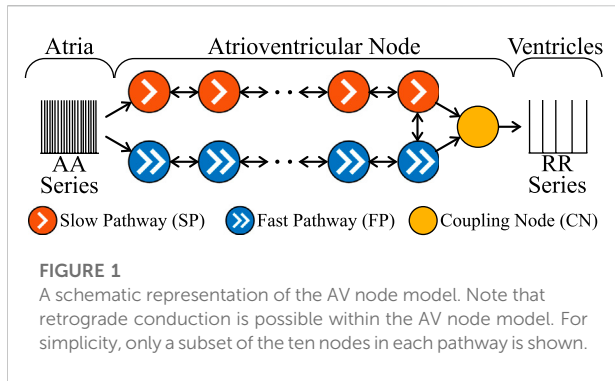 Atria
Atrioventricular Node
Ventricles
AA
Series
RR
Series
Slow Pathway (SP)
Fast Pathway (FP)
Coupling Node (CN)
FIGURE 1
A schematic representation of the AV node model. Note that
retrograde conduction is possible within the AV node model. For
simplicity, only a subset of the ten nodes in each pathway is shown.